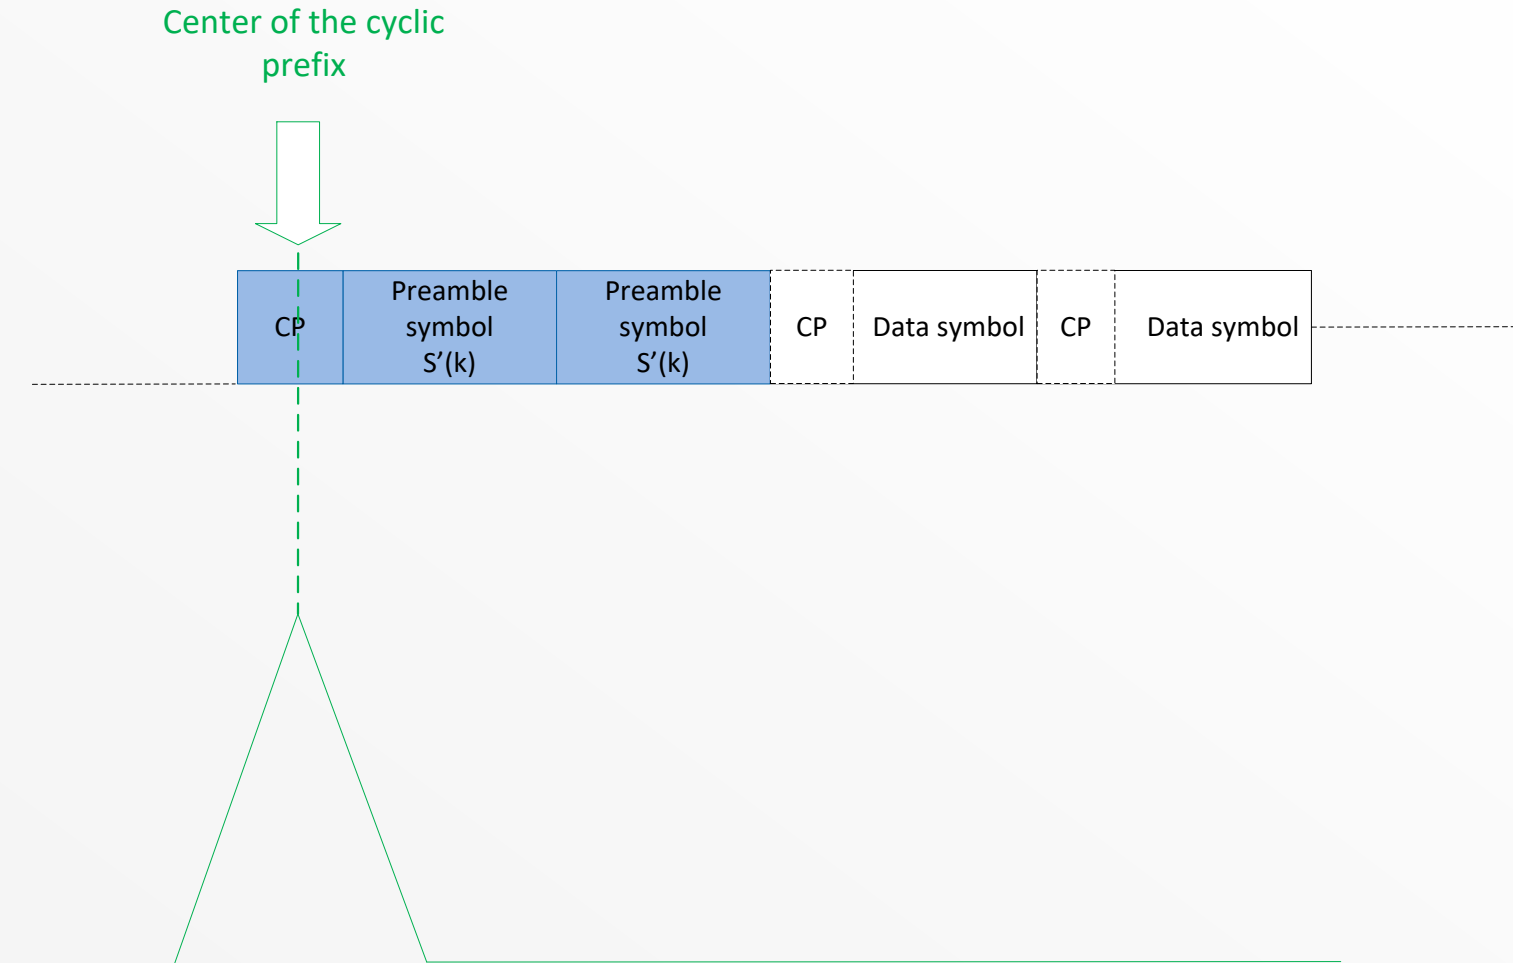 Center of the cyclic
prefix
CP
Preamble
symbol
S’(k)
Preamble
symbol
S’(k)
CP
Data symbol
CP
Data symbol